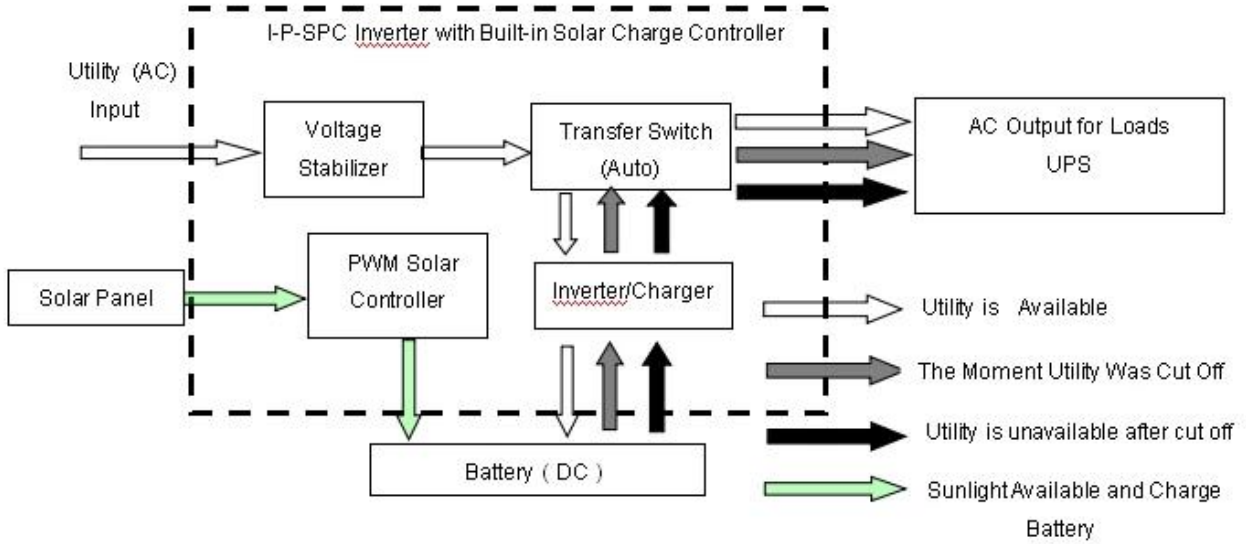 I-P-SPC Inverter with Built-in Solar Charge Controller
Utility (AC)
Input
Voltage
Stabilizer
Transfer Switch
(Auto)
AC Output for Loads
UPS
Solar Panel
PWM Solar
Controller
Inverter/Charger
Battery ( DC )
Utility is Available
The Moment Utility Was Cut Off
Utility is unavailable after cut off
Sunlight Available and Charge
Battery